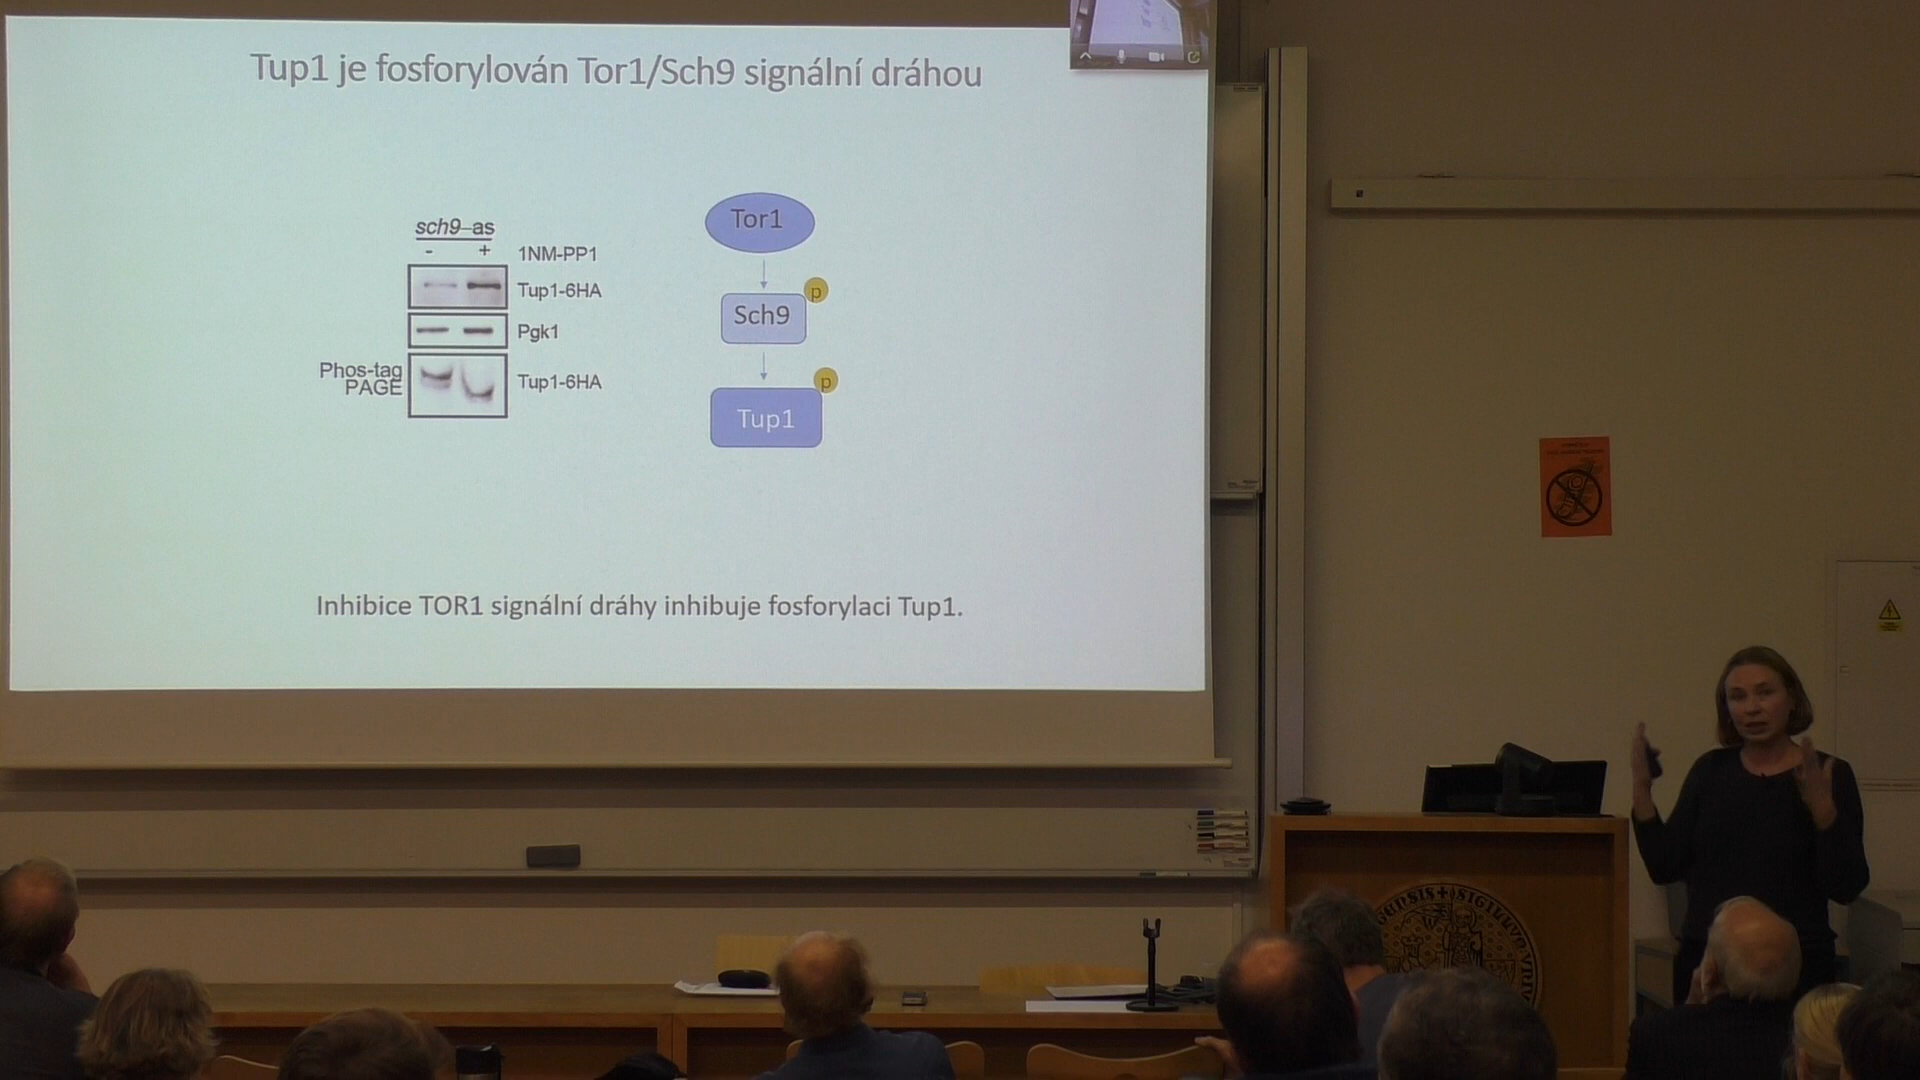 Tup1 je fosforylován Tor1/Sch9 signální dráhou
sch9–as
- +
1NM-PP1
Tup1-6HA
Pgk1
Phos-tag
PAGE
Tup1-6HA
Tor1
p
Sch9
p
Tup1
Inhibice TOR1 signální dráhy inhibuje fosforylaci Tup1.